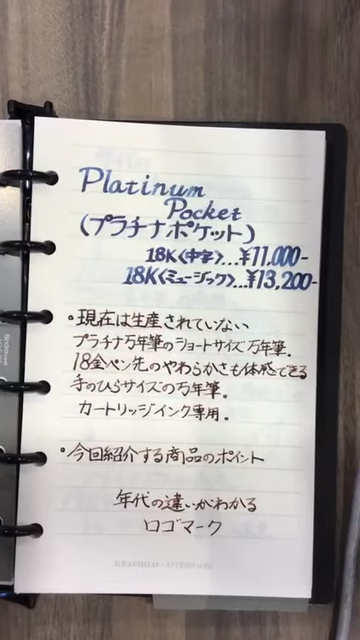 Platinum
Pocket
(プラチナポケット)
18K〈中字〉...¥11.000-
18K〈ミュージック〉...¥13,200-
・現在は生産されていない
プラチナ万年筆のショートサイズ万年筆.
18金ペン先のやわらかさも体感できる
手のひらサイズの万年筆。
カートリッジインク専用。
・今回紹介する商品のポイント
年代の違いがわかる
ロゴマーク